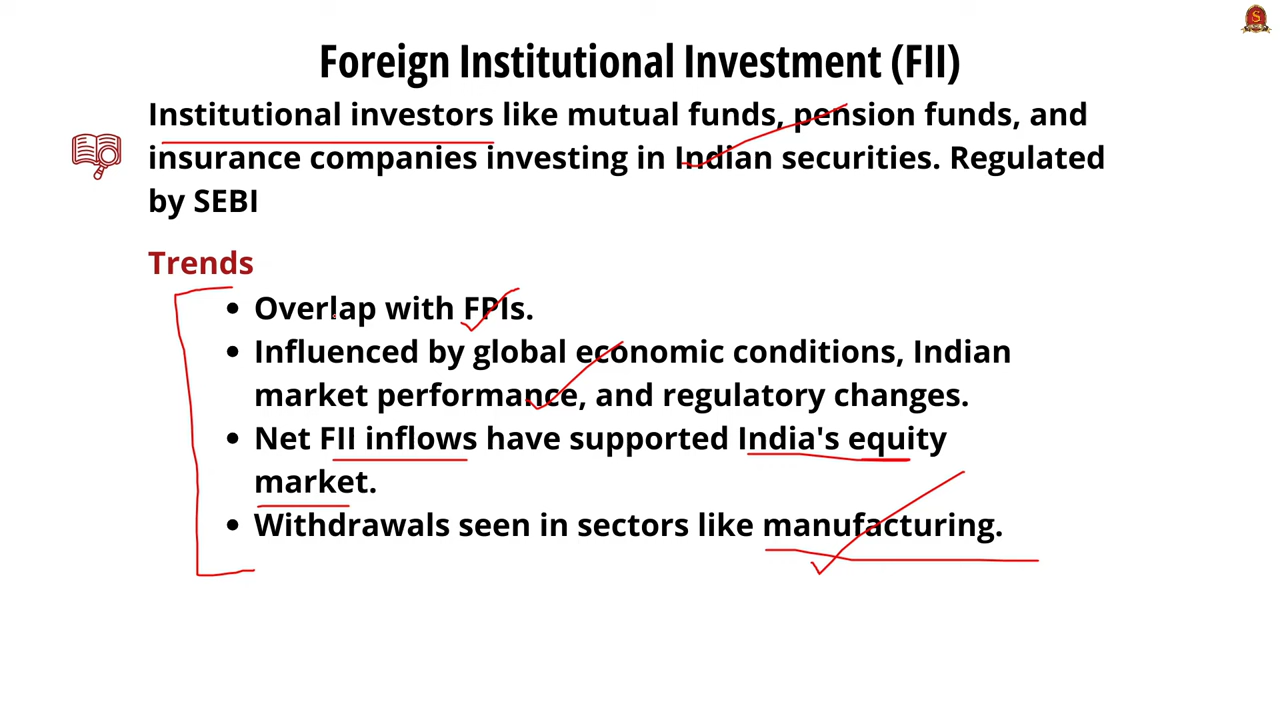 Foreign Institutional Investment (FII)
Institutional investors like mutual funds, pension funds, and
insurance companies investing in Indian securities. Regulated
by SEBI
Trends
• Overlap with FPIs.
• Influenced by global economic conditions, Indian
market performance, and regulatory changes.
• Net FII inflows have supported India's equity
market.
• Withdrawals seen in sectors like manufacturing.
S